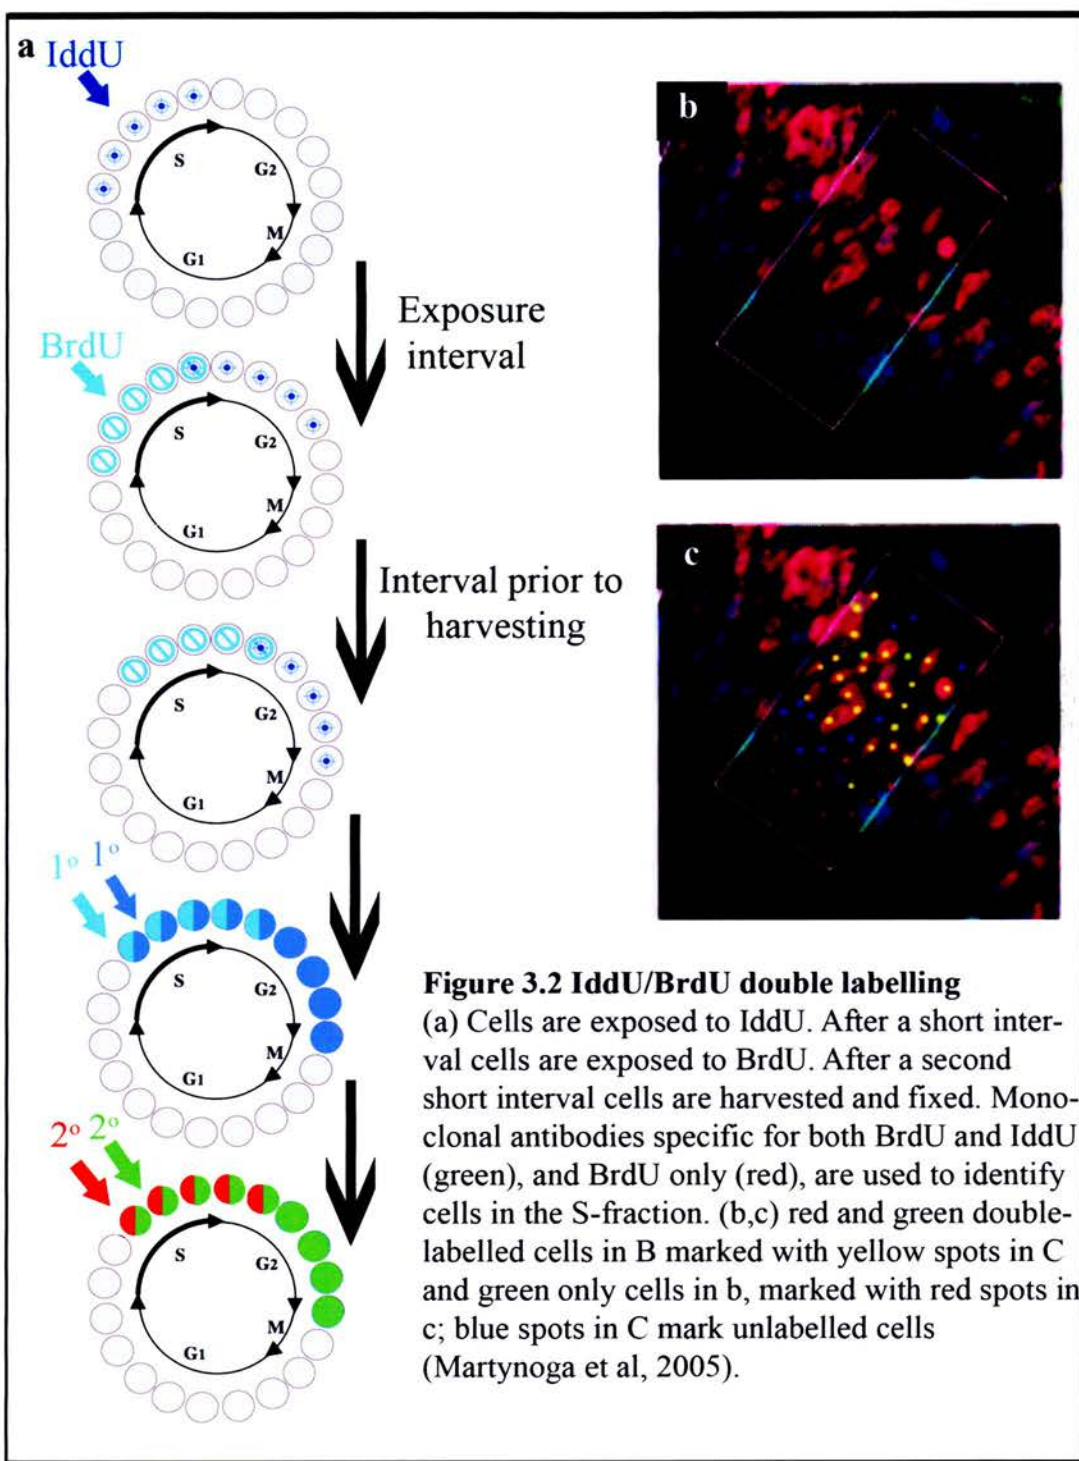 a IddU
S
G2
M
G1
Exposure
interval
BrdU
S
G2
M
G1
Interval prior to
harvesting
S
G2
M
G1
1º 1º
S
G2
M
G1
2º 2º
S
G2
M
G1
b
c
Figure 3.2 IddU/BrdU double labelling
(a) Cells are exposed to IddU. After a short inter-
val cells are exposed to BrdU. After a second
short interval cells are harvested and fixed. Mono-
clonal antibodies specific for both BrdU and IddU
(green), and BrdU only (red), are used to identify
cells in the S-fraction. (b,c) red and green double-
labelled cells in B marked with yellow spots in C
and green only cells in b, marked with red spots in
c; blue spots in C mark unlabelled cells
(Martynoga et al, 2005).